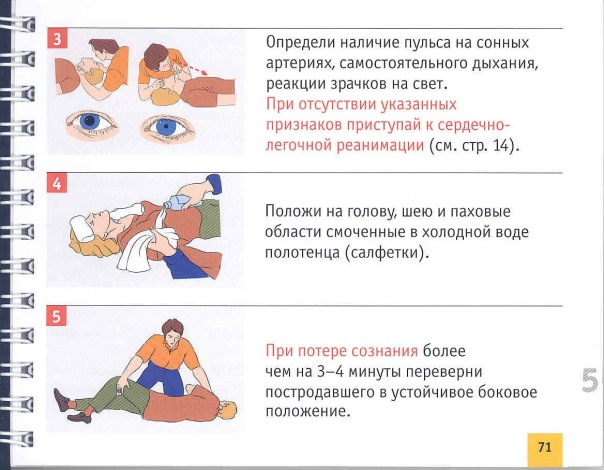 3
Определи наличие пульса на сонных
артериях, самостоятельного дыхания,
реакции зрачков на свет.
При отсутствии указанных
признаков приступай к сердечно-
легочной реанимации (см. стр. 14).
4
Положи на голову, шею и паховые
области смоченные в холодной воде
полотенца (салфетки).
5
При потере сознания более
чем на 3–4 минуты переверни
постродавшего в устойчивое боковое
положение.
5
71